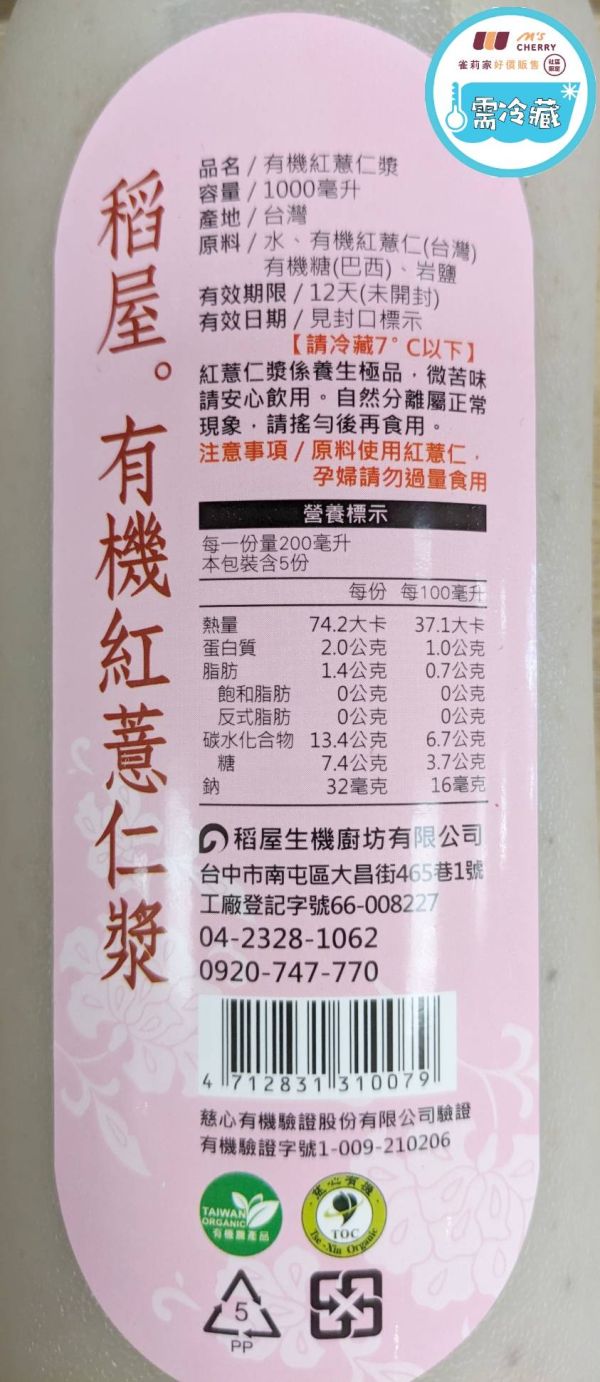 M'S
CHERRY
雀莉家好價販售
社區
限定
需冷藏
稻屋。有機紅薏仁漿
品名/有機紅薏仁漿
容量/1000毫升
產地/台灣
原料/水、有機紅薏仁(台灣)
有機糖(巴西)、岩鹽
有效期限/12天(未開封)
有效日期/見封口標示
【請冷藏7°C以下】
紅薏仁漿係養生極品，微苦味
請安心飲用。自然分離屬正常
現象，請搖勻後再食用。
注意事項/原料使用紅薏仁，
孕婦請勿過量食用
營養標示
每一份量200毫升
本包裝含5份
每份 每100毫升
熱量 74.2大卡 37.1大卡
蛋白質 2.0公克 1.0公克
脂肪 1.4公克 0.7公克
飽和脂肪 0公克 0公克
反式脂肪 0公克 0公克
碳水化合物 13.4公克 6.7公克
糖 7.4公克 3.7公克
鈉 32毫克 16毫克
稻屋生機廚坊有限公司
台中市南屯區大昌街465巷1號
工廠登記字號66-008227
04-2328-1062
0920-747-770
4 712831 310079
慈心有機驗證股份有限公司驗證
有機驗證字號1-009-210206
TAIWAN
ORGANIC
有機農產品
慈心有機
TOC
Tse-Xin Organic
5
PP